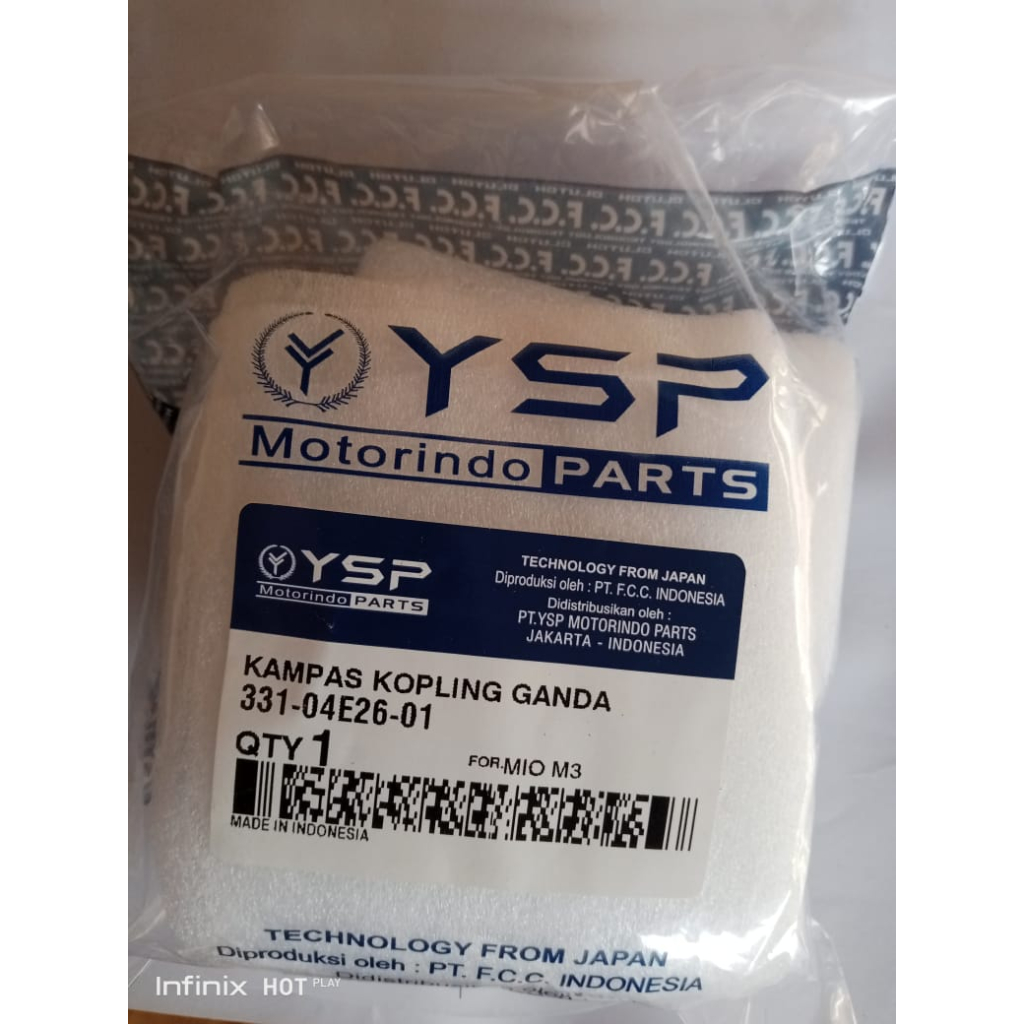 F.C.C. F.C.C. F.C.C.
YSP
Motorindo PARTS
YSP
Motorindo PARTS
TECHNOLOGY FROM JAPAN
Diproduksi oleh : PT. F.C.C. INDONESIA
Didistribusikan oleh :
PT.YSP MOTORINDO PARTS
JAKARTA - INDONESIA
KAMPAS KOPLING GANDA
331-04E26-01
QTY 1
FOR.MIO M3
MADE IN INDONESIA
TECHNOLOGY FROM JAPAN
Diproduksi oleh : PT. F.C.C. INDONESIA
Infinix HOT PLAY